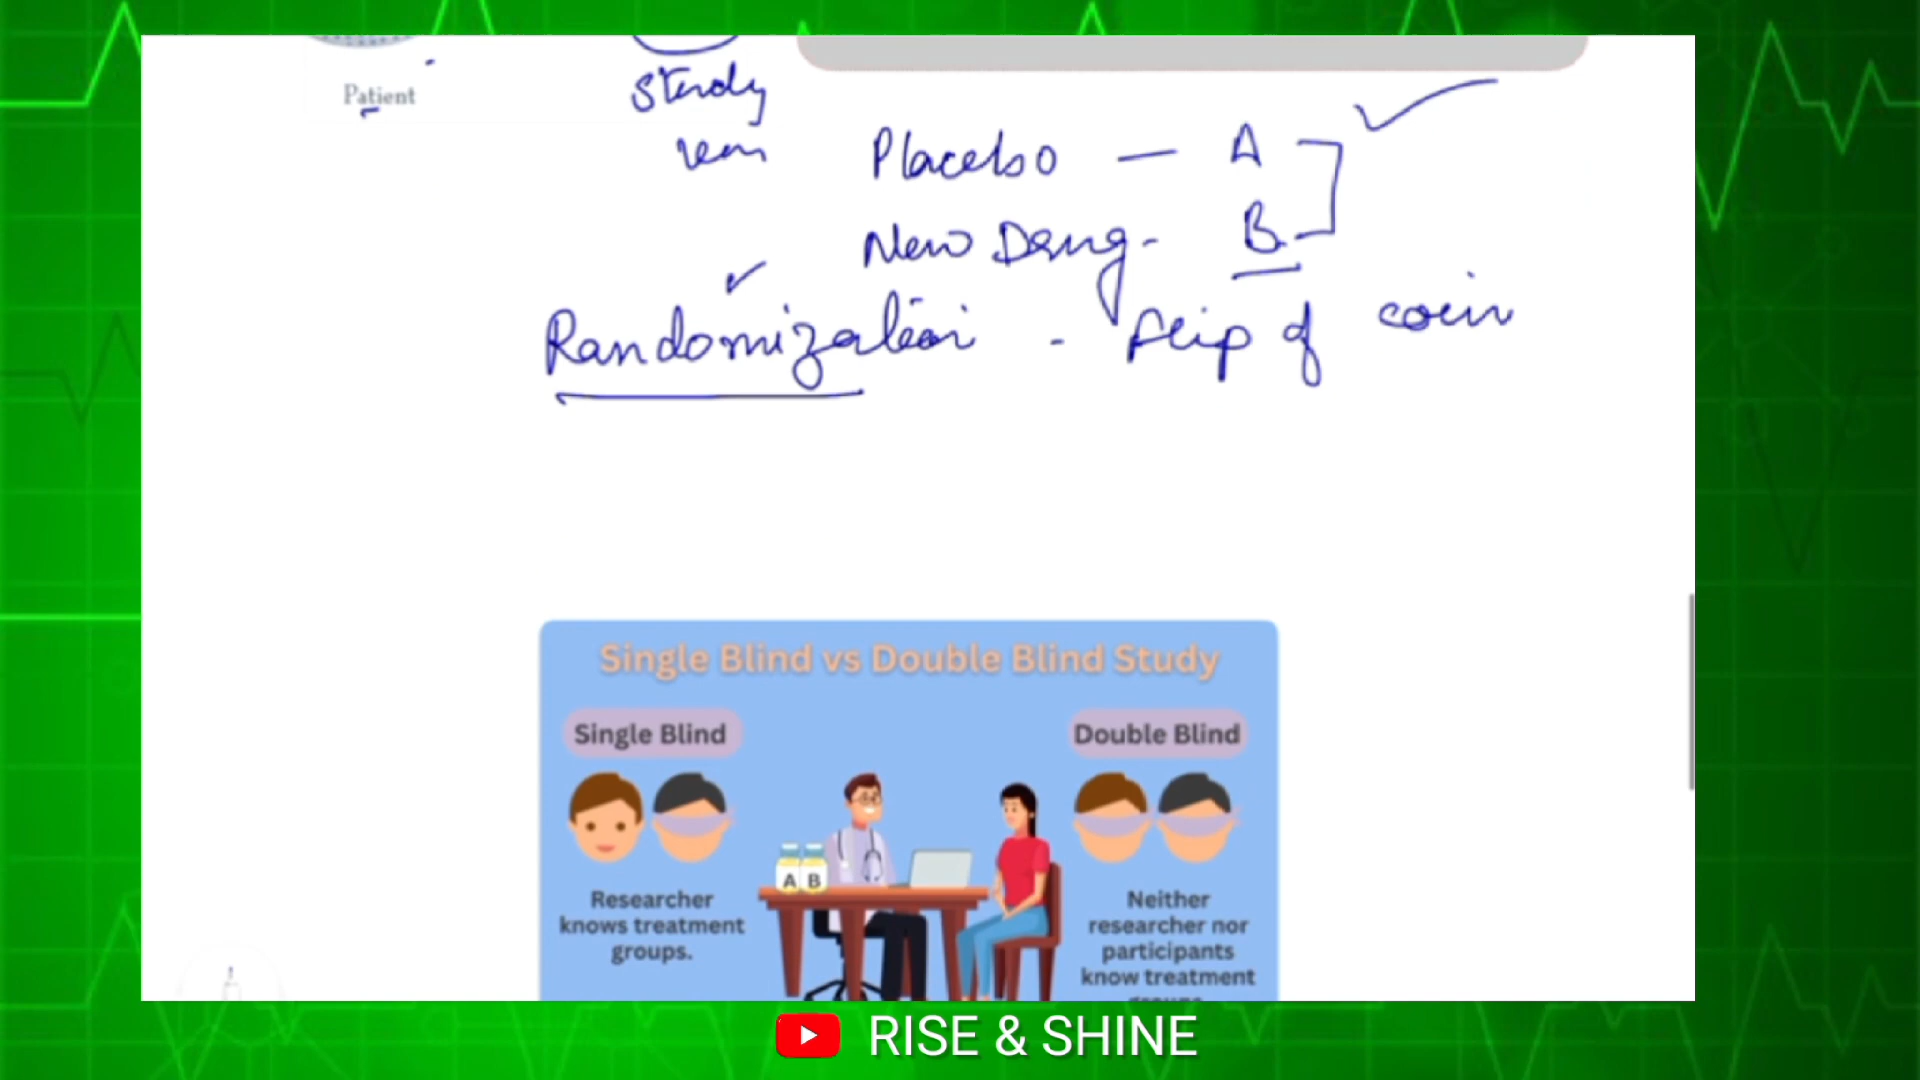 Patient
study
Placebo — A
New Drug - B
Randomization - flip of coin
Single Blind vs Double Blind Study
Single Blind
Double Blind
A B
Researcher
knows treatment
groups.
Neither
researcher nor
participants
know treatment
RISE & SHINE